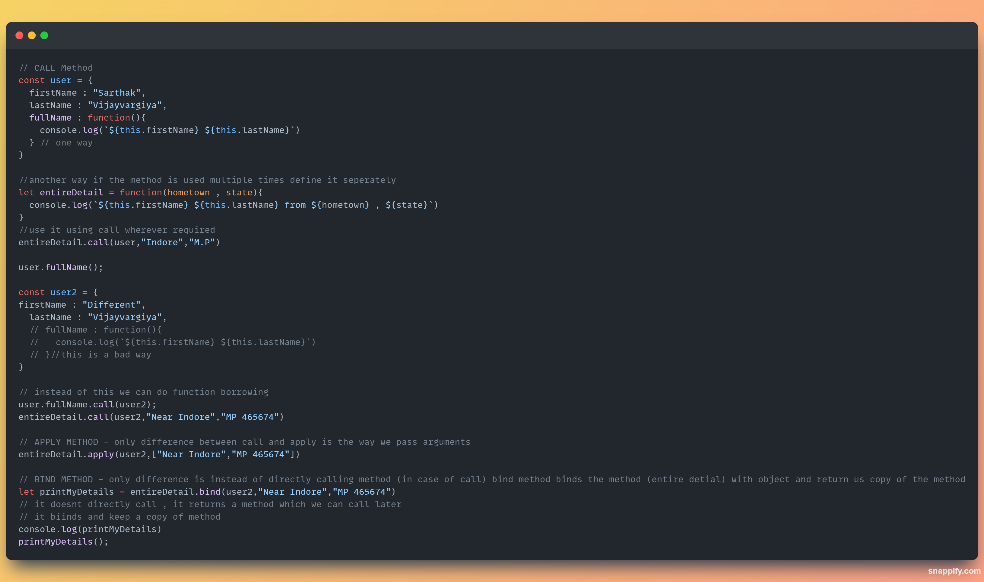 // CALL Method
const user = {
  firstName : "Sarthak",
  lastName : "Vijayvargiya",
  fullName : function(){
    console.log(`${this.firstName} ${this.lastName}`)
  } // one way
}

//another way if the method is used multiple times define it seperately
let entireDetail = function(hometown , state){
  console.log(`${this.firstName} ${this.lastName} from ${hometown} , ${state}`)
}
//use it using call wherever required
entireDetail.call(user,"Indore","M.P")

user.fullName();

const user2 = {
firstName : "Different",
  lastName : "Vijayvargiya",
  // fullName : function(){
  //   console.log(`${this.firstName} ${this.lastName}`)
  // }//this is a bad way
}

// instead of this we can do function borrowing
user.fullName.call(user2);
entireDetail.call(user2,"Near Indore","MP 465674")

// APPLY METHOD - only difference between call and apply is the way we pass arguments
entireDetail.apply(user2,["Near Indore","MP 465674"])

// BIND METHOD - only difference is instead of directly calling method (in case of call) bind method binds the method (entire detial) with object and return us copy of the method
let printMyDetails = entireDetail.bind(user2,"Near Indore","MP 465674")
// it doesnt directly call , it returns a method which we can call later
// it biinds and keep a copy of method
console.log(printMyDetails)
printMyDetails();
snappify.com